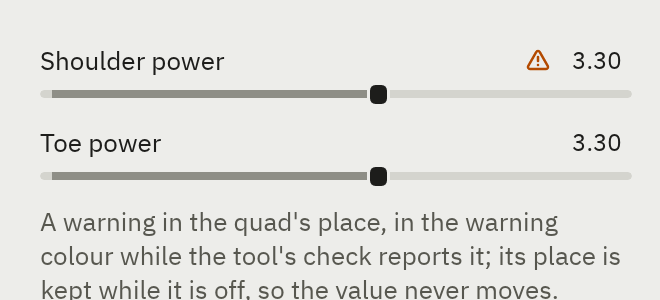 Shoulder power 3.30
Toe power 3.30
A warning in the quad's place, in the warning
colour while the tool's check reports it; its place is
kept while it is off, so the value never moves.